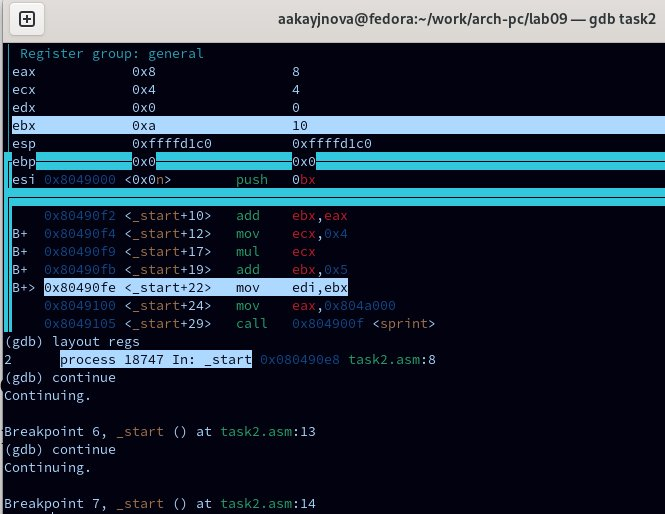 aakayjnova@fedora:~/work/arch-pc/lab09 — gdb task2
Register group: general
eax 0x8 8
ecx 0x4 4
edx 0x0 0
ebx 0xa 10
esp 0xffffd1c0 0xffffd1c0
ebp 0x0 0x0
esi 0x8049000 <0x0n> push 0bx
0x80490f2 <_start+10> add ebx,eax
B+ 0x80490f4 <_start+12> mov ecx,0x4
B+ 0x80490f9 <_start+17> mul ecx
B+ 0x80490fb <_start+19> add ebx,0x5
B+> 0x80490fe <_start+22> mov edi,ebx
0x8049100 <_start+24> mov eax,0x804a000
0x8049105 <_start+29> call 0x804900f <sprint>
(gdb) layout regs
2 process 18747 In: _start 0x080490e8 task2.asm:8
(gdb) continue
Continuing.
Breakpoint 6, _start () at task2.asm:13
(gdb) continue
Continuing.
Breakpoint 7, _start () at task2.asm:14